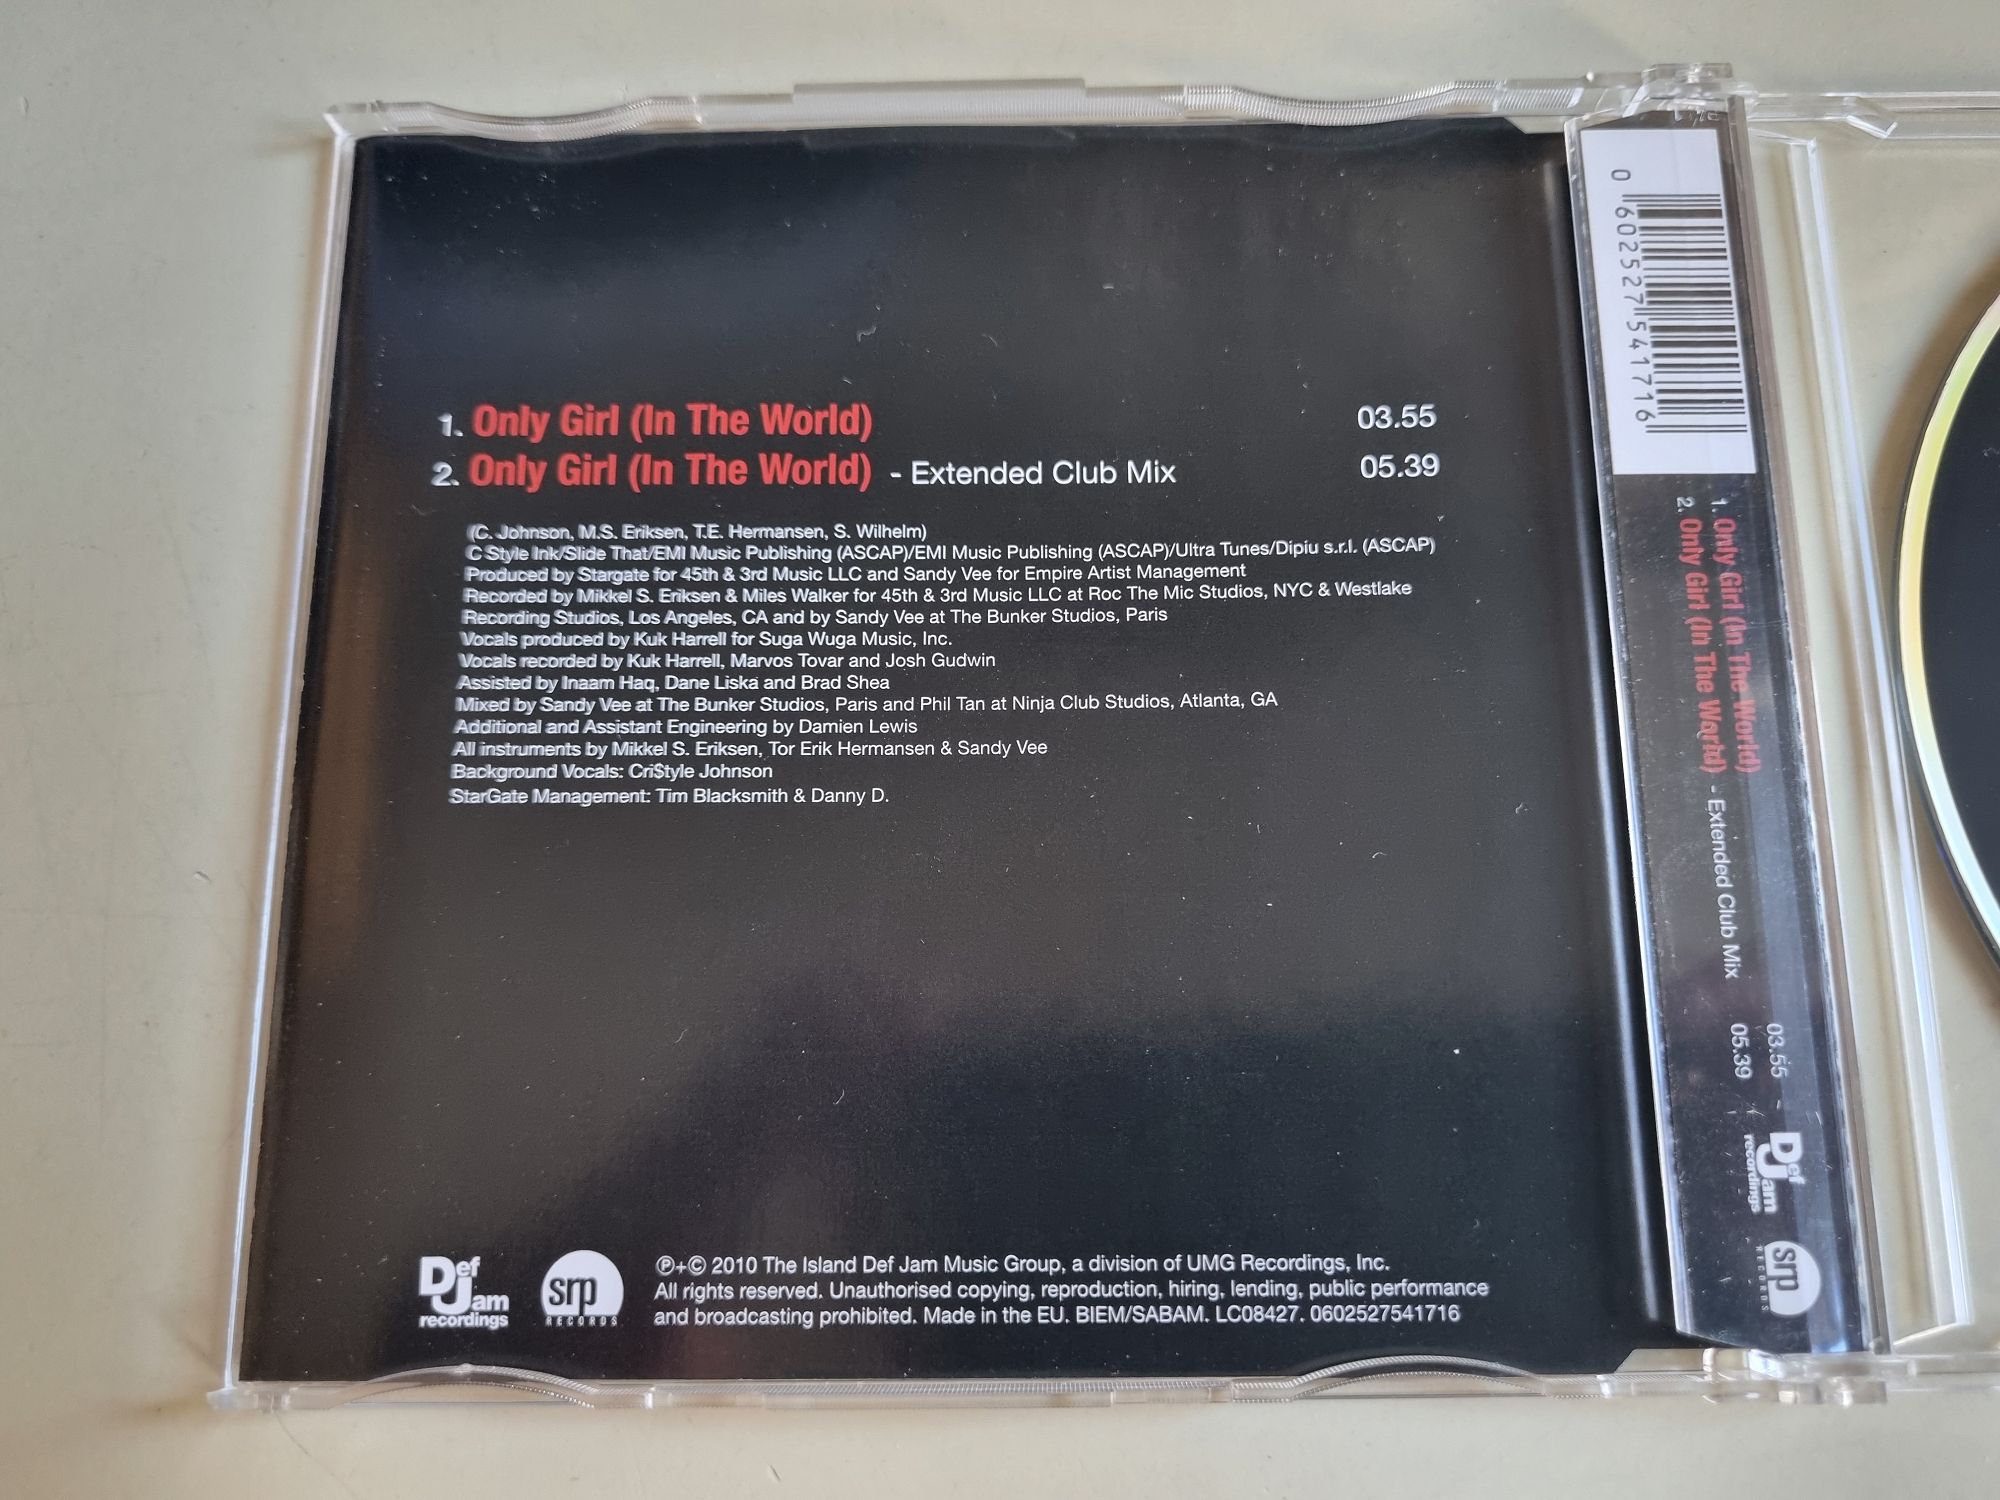 1. Only Girl (In The World) 03.55
2. Only Girl (In The World) - Extended Club Mix 05.39
(C. Johnson, M.S. Eriksen, T.E. Hermansen, S. Wilhelm)
C Style Ink/Slide That/EMI Music Publishing (ASCAP)/EMI Music Publishing (ASCAP)/Ultra Tunes/Dipiu s.r.l. (ASCAP)
Produced by Stargate for 45th & 3rd Music LLC and Sandy Vee for Empire Artist Management
Recorded by Mikkel S. Eriksen & Miles Walker for 45th & 3rd Music LLC at Roc The Mic Studios, NYC & Westlake
Recording Studios, Los Angeles, CA and by Sandy Vee at The Bunker Studios, Paris
Vocals produced by Kuk Harrell for Suga Wuga Music, Inc.
Vocals recorded by Kuk Harrell, Marvos Tovar and Josh Gudwin
Assisted by Inaam Haq, Dane Liska and Brad Shea
Mixed by Sandy Vee at The Bunker Studios, Paris and Phil Tan at Ninja Club Studios, Atlanta, GA
Additional and Assistant Engineering by Damien Lewis
All instruments by Mikkel S. Eriksen, Tor Erik Hermansen & Sandy Vee
Background Vocals: Cri$tyle Johnson
StarGate Management: Tim Blacksmith & Danny D.
Def Jam
recordings
srp
RECORDS
℗+© 2010 The Island Def Jam Music Group, a division of UMG Recordings, Inc.
All rights reserved. Unauthorised copying, reproduction, hiring, lending, public performance
and broadcasting prohibited. Made in the EU. BIEM/SABAM. LC08427. 0602527541716
0 602527 541716
1. Only Girl (In The World) 03.55
2. Only Girl (In The World) - Extended Club Mix 05.39
Def Jam
recordings
srp
RECORDS